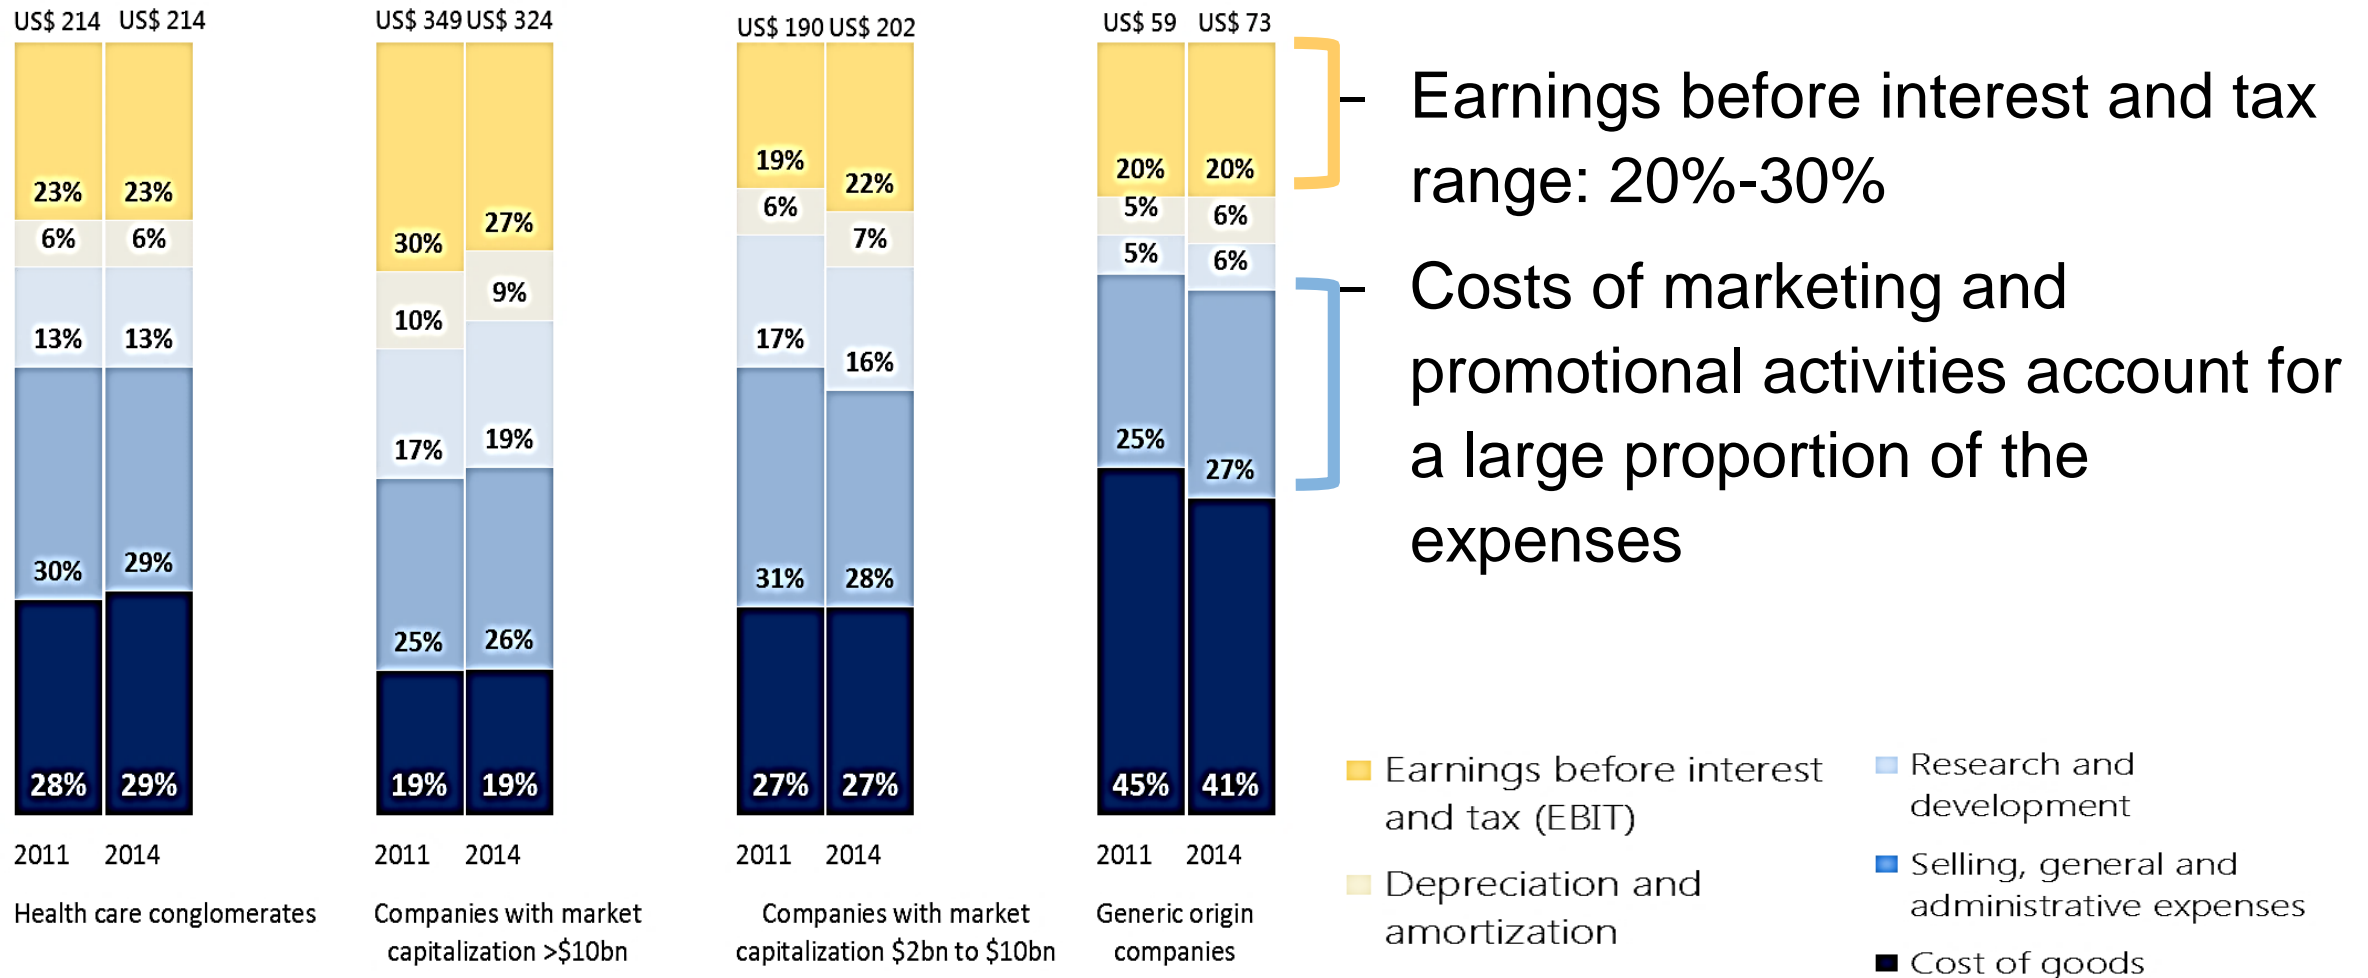 US$ 214 US$ 214
US$ 349 US$ 324
US$ 190 US$ 202
US$ 59 US$ 73
23% 23%
6% 6%
13% 13%
30% 29%
28% 29%
2011 2014
Health care conglomerates
30% 27%
10% 9%
17% 19%
25% 26%
19% 19%
2011 2014
Companies with market
capitalization >$10bn
19% 22%
6% 7%
17% 16%
31% 28%
27% 27%
2011 2014
Companies with market
capitalization $2bn to $10bn
20% 20%
5% 6%
5% 6%
25% 27%
45% 41%
2011 2014
Generic origin
companies
– Earnings before interest and tax
range: 20%-30%
– Costs of marketing and
promotional activities account for
a large proportion of the
expenses
Earnings before interest
and tax (EBIT)
Depreciation and
amortization
Research and
development
Selling, general and
administrative expenses
Cost of goods